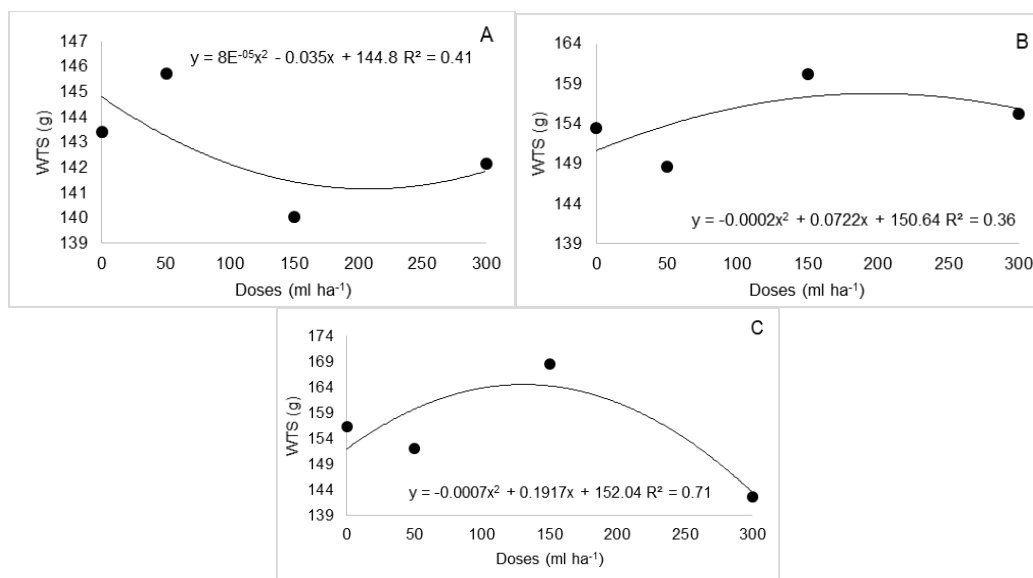 A
y = 8E⁻⁰⁵x² - 0.035x + 144.8 R² = 0.41
147
146
145
144
143
142
141
140
139
WTS (g)
0 50 100 150 200 250 300
Doses (ml ha⁻¹)
B
164
159
154
149
144
139
WTS (g)
y = -0.0002x² + 0.0722x + 150.64 R² = 0.36
0 50 100 150 200 250 300
Doses (ml ha⁻¹)
C
174
169
164
159
154
149
144
139
WTS (g)
y = -0.0007x² + 0.1917x + 152.04 R² = 0.71
0 50 100 150 200 250 300
Doses (ml ha⁻¹)